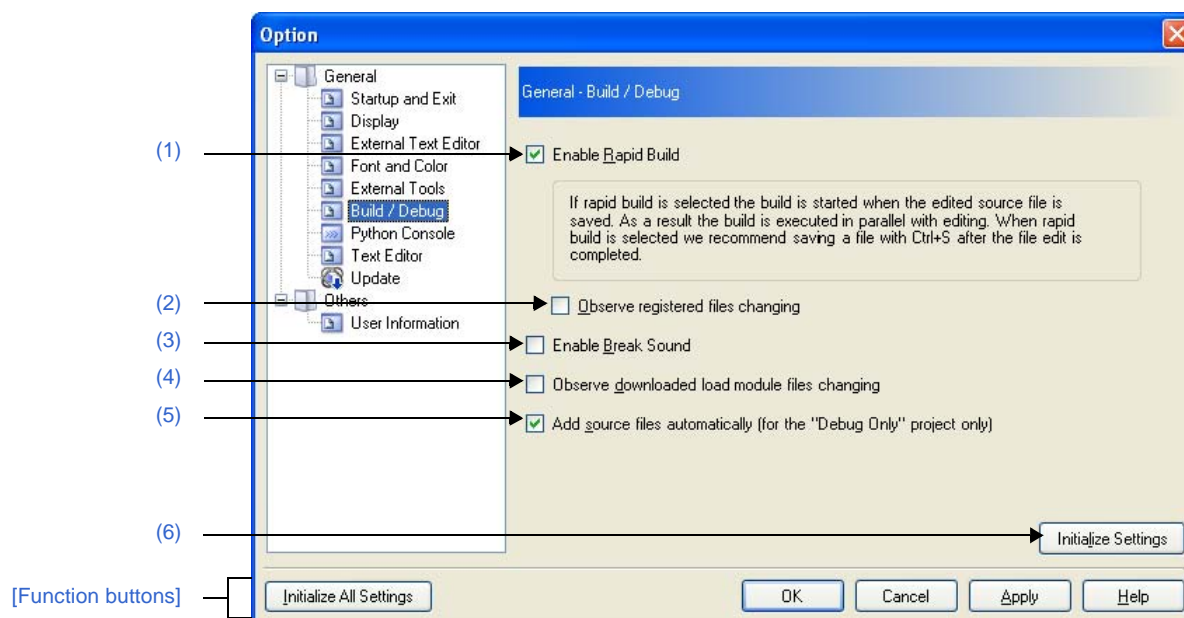 Option
General
Startup and Exit
Display
External Text Editor
Font and Color
External Tools
Build / Debug
Python Console
Text Editor
Update
Others
User Information
General - Build / Debug
(1)
Enable Rapid Build
If rapid build is selected the build is started when the edited source file is
saved. As a result the build is executed in parallel with editing. When rapid
build is selected we recommend saving a file with Ctrl+S after the file edit is
completed.
(2)
Observe registered files changing
(3)
Enable Break Sound
(4)
Observe downloaded load module files changing
(5)
Add source files automatically (for the "Debug Only" project only)
(6)
Initialize Settings
[Function buttons]
Initialize All Settings
OK
Cancel
Apply
Help